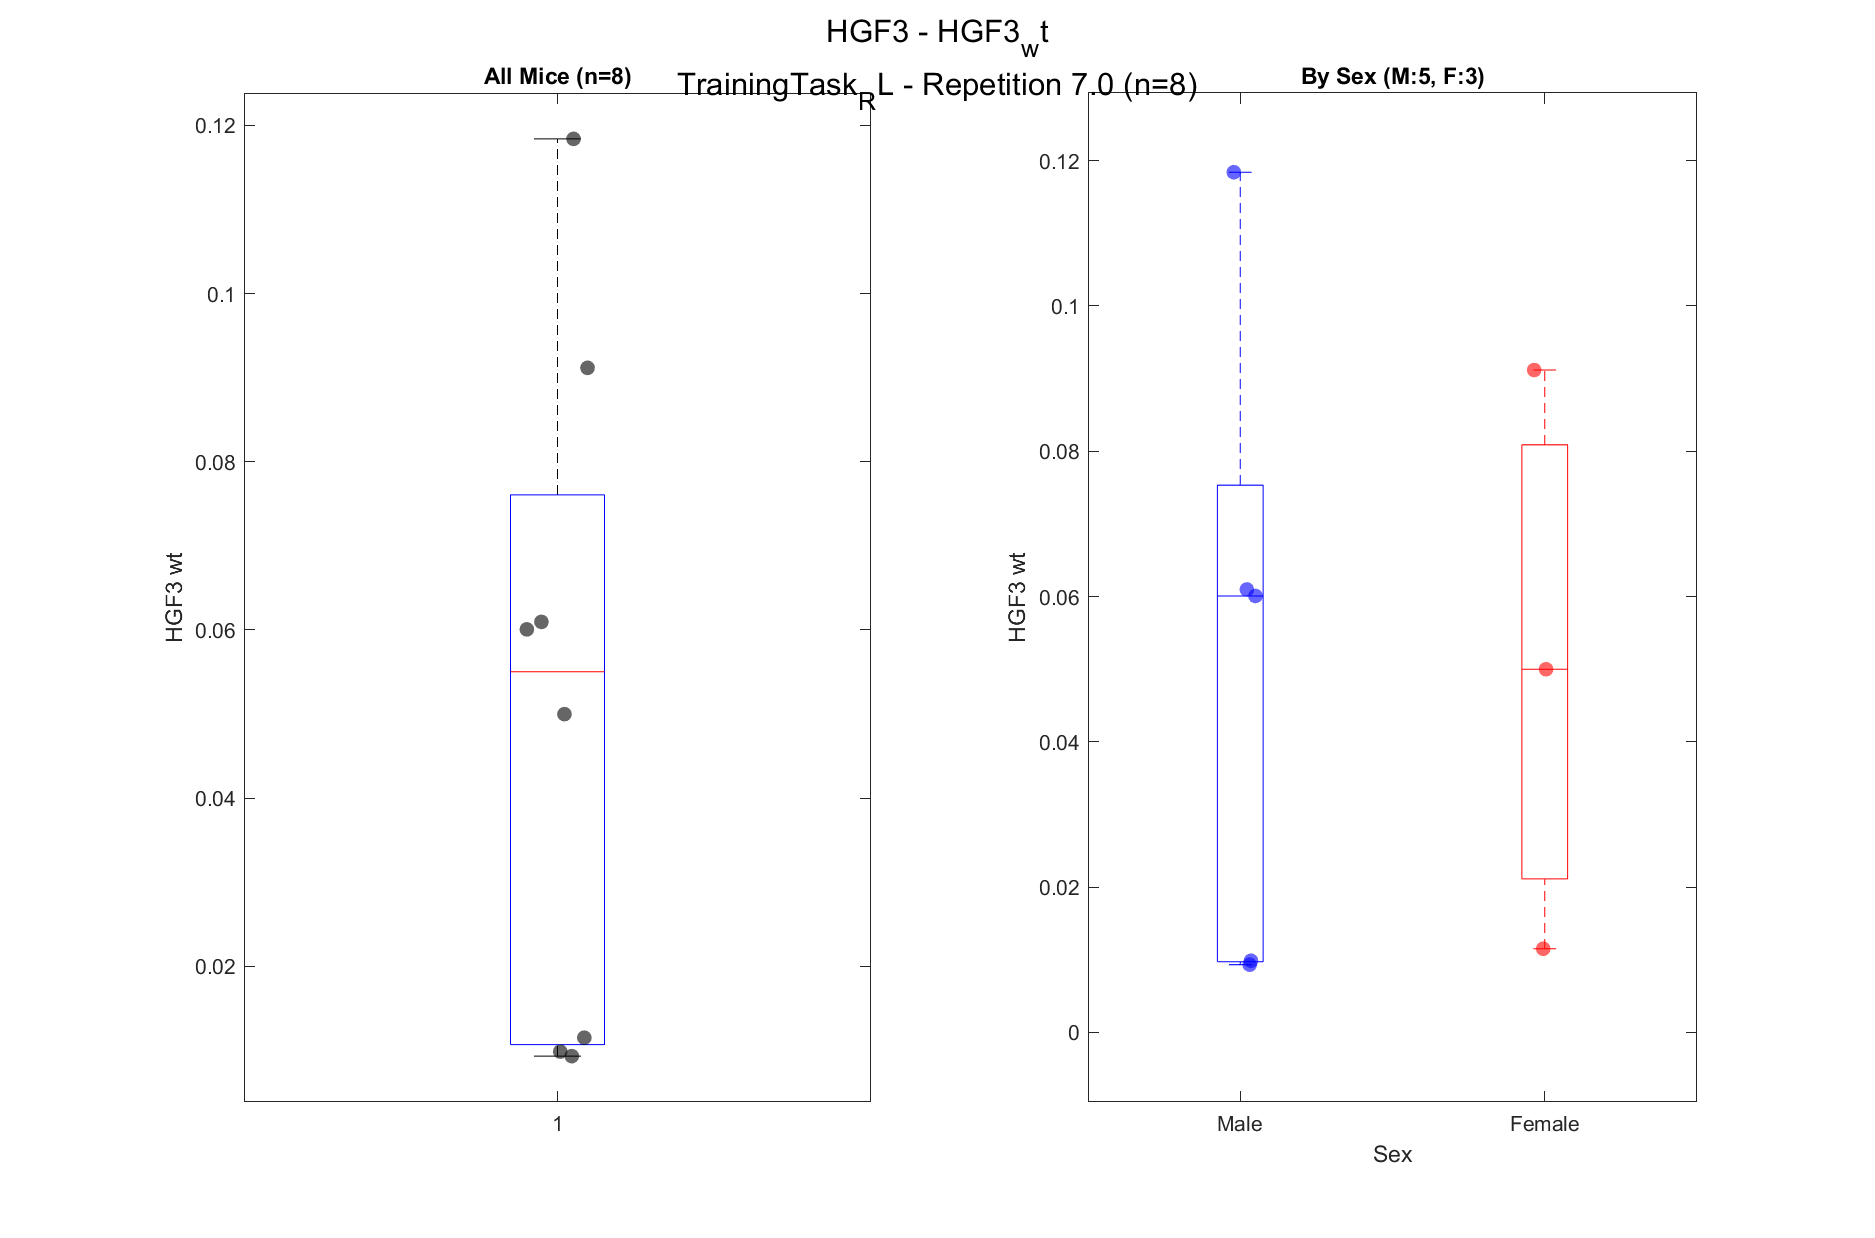 HGF3 - HGF3_wt
TrainingTask_RL - Repetition 7.0 (n=8)
All Mice (n=8)
HGF3 wt
0.12
0.1
0.08
0.06
0.04
0.02
1
By Sex (M:5, F:3)
HGF3 wt
0.12
0.1
0.08
0.06
0.04
0.02
0
Male Female
Sex